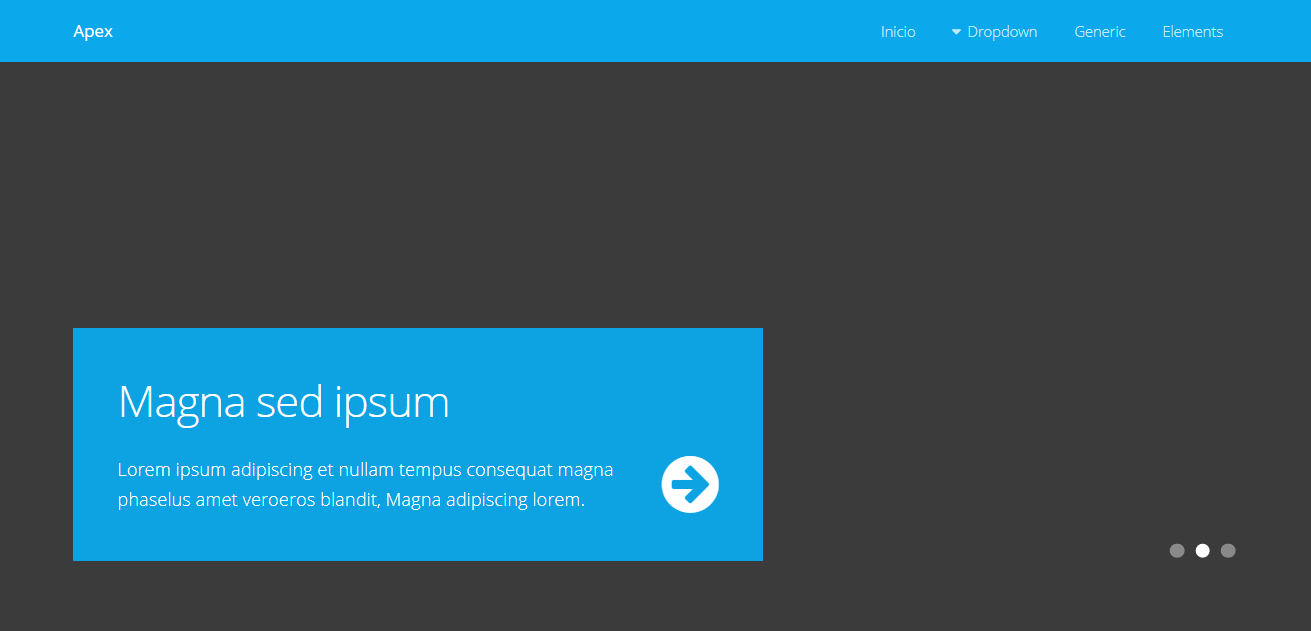 Apex
Inicio Dropdown Generic Elements
Magna sed ipsum
Lorem ipsum adipiscing et nullam tempus consequat magna
phaselus amet veroeros blandit, Magna adipiscing lorem.